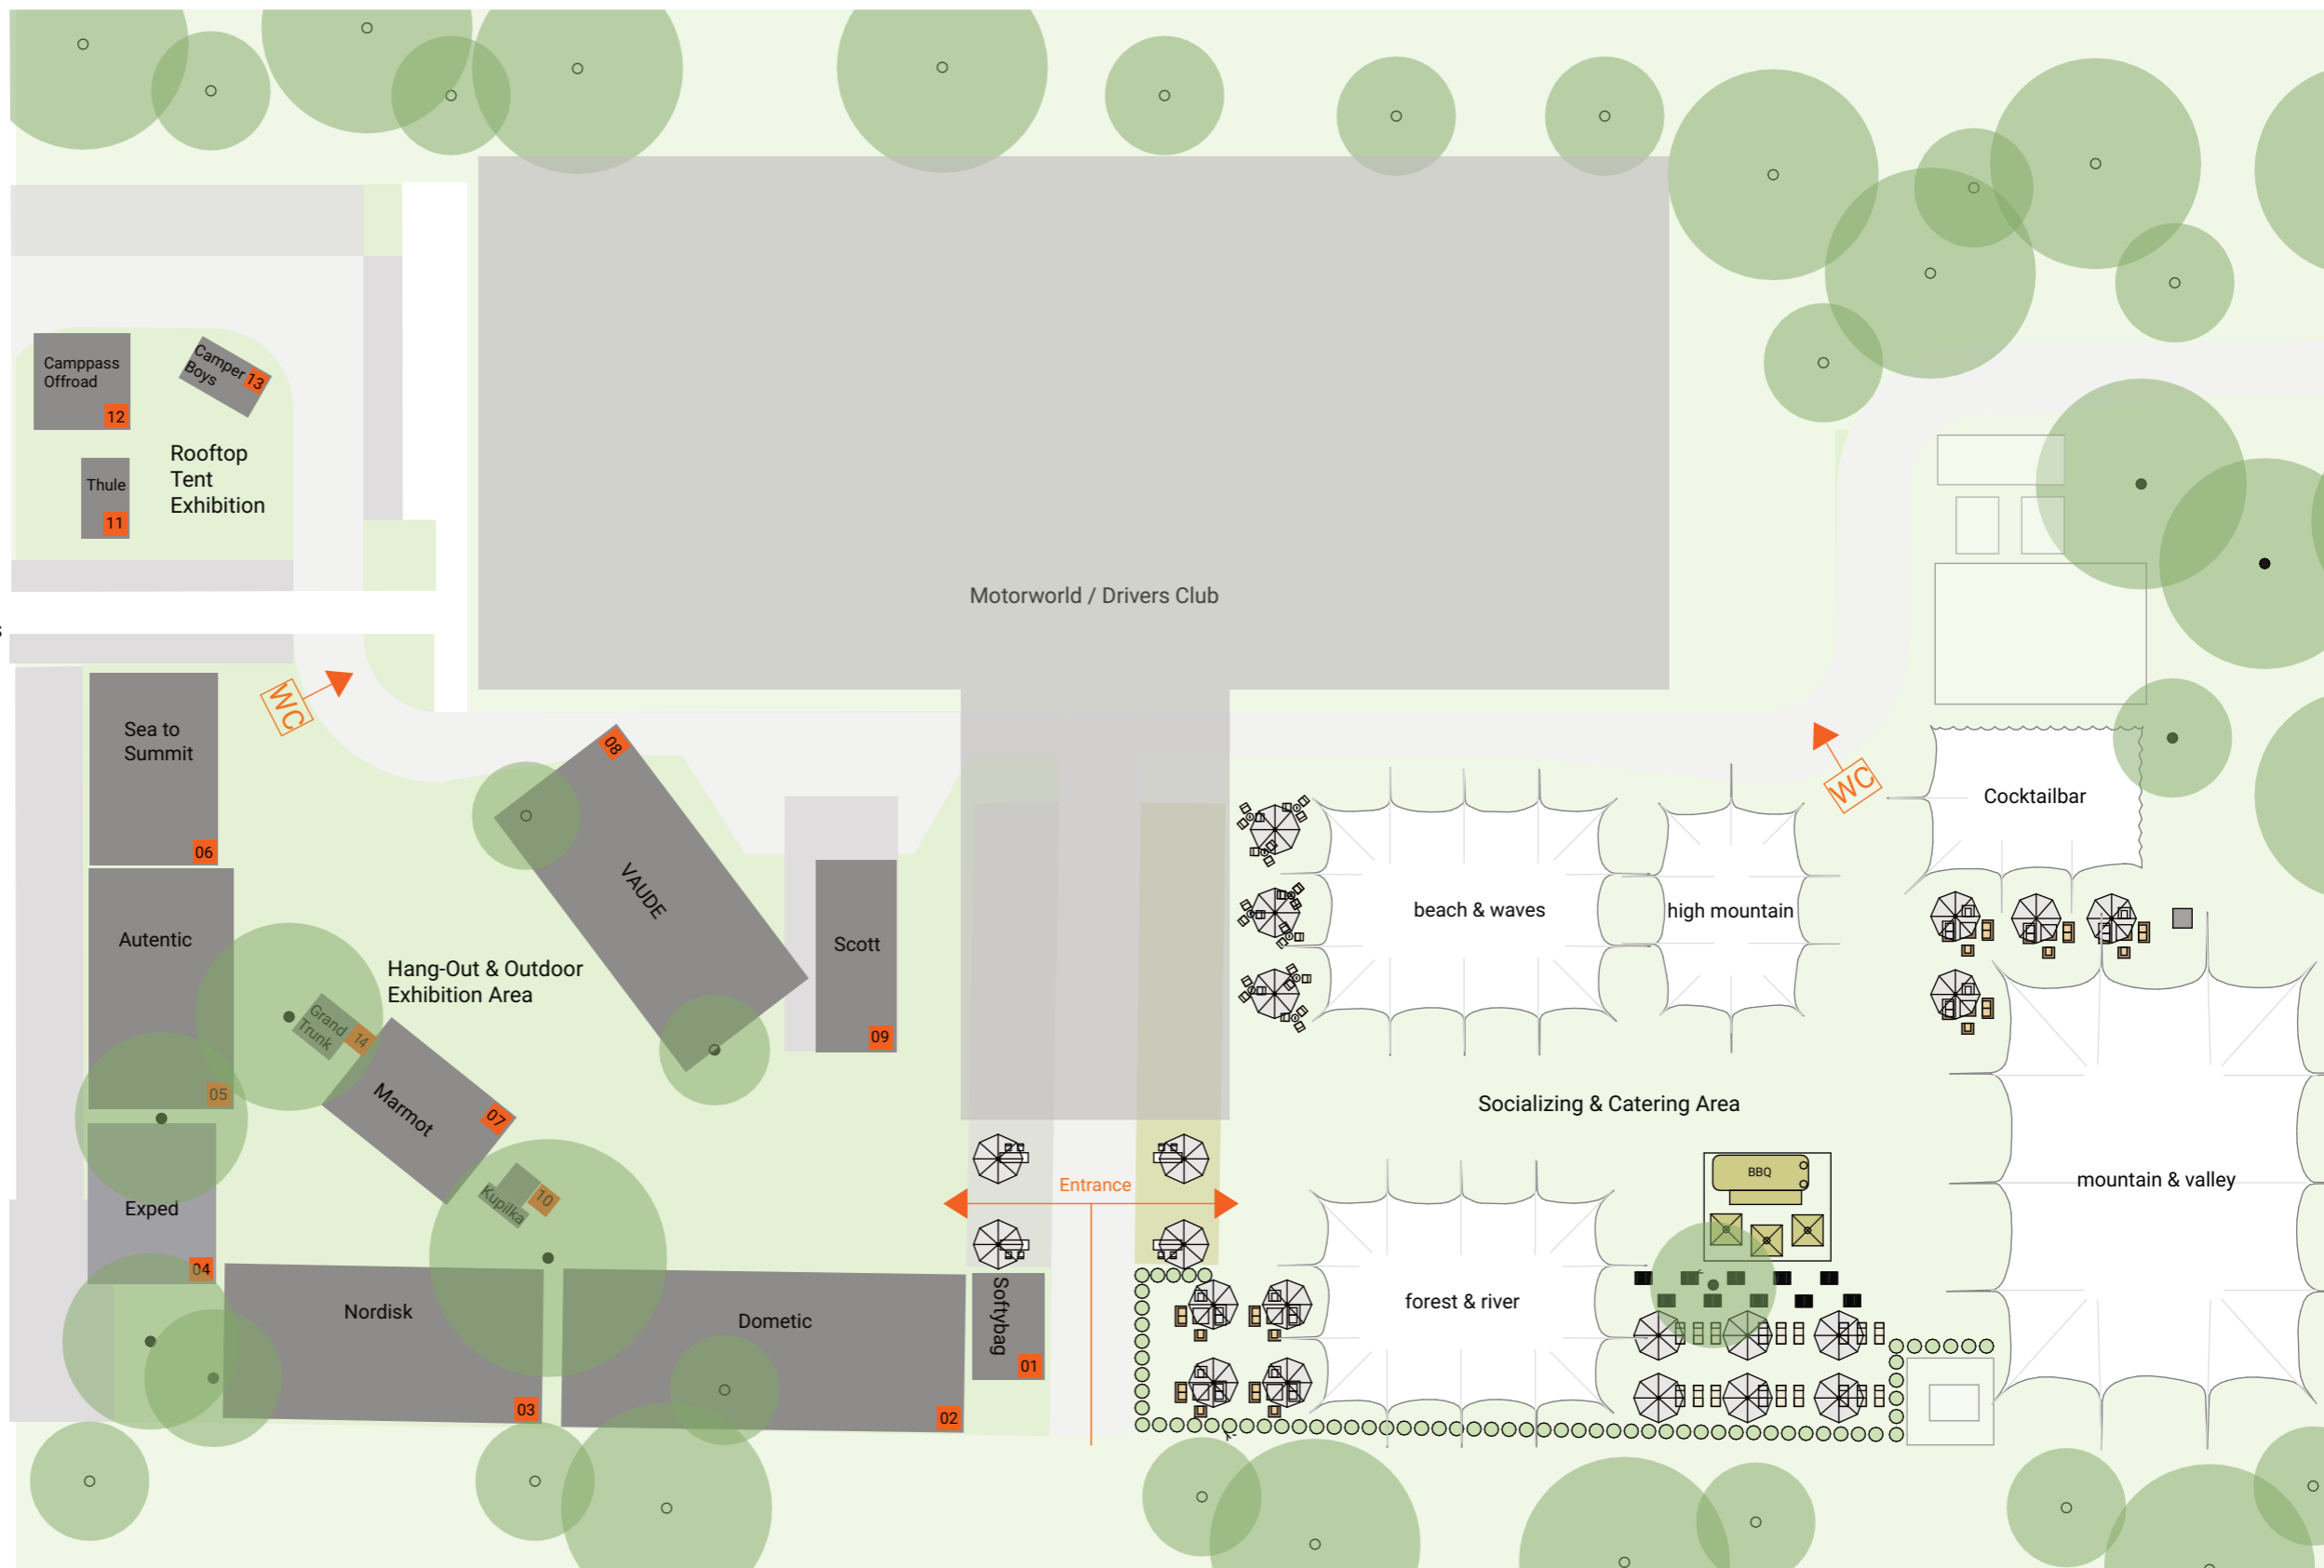 Camppass
Offroad
12
Camper
Boys
13
Thule
11
Rooftop
Tent
Exhibition
Motorworld / Drivers Club
s
WC
Sea to
Summit
06
08
VAUDE
WC
Cocktailbar
beach & waves
high mountain
Autentic
05
Hang-Out & Outdoor
Exhibition Area
Scott
09
Grand
Trunk
14
Marmot
07
Socializing & Catering Area
Kupilka
10
Entrance
BBQ
mountain & valley
Exped
04
Nordisk
03
Dometic
02
Softybag
01
forest & river